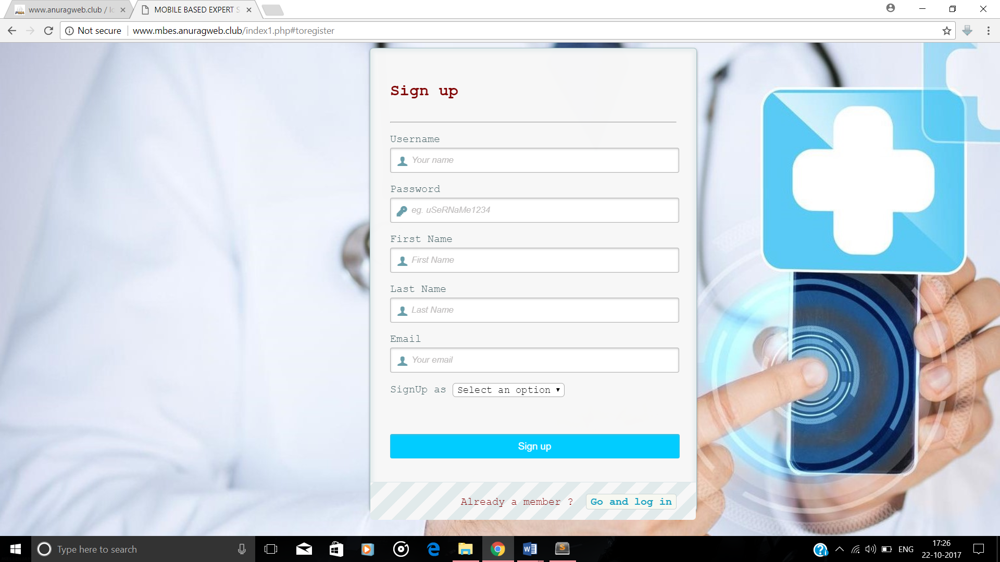 www.anuragweb.club / lc
MOBILE BASED EXPERT S
Not secure
www.mbes.anuragweb.club/index1.php#toregister
Sign up
Username
Your name
Password
eg. uSeRNaMe1234
First Name
First Name
Last Name
Last Name
Email
Your email
SignUp as Select an option
Sign up
Already a member ? Go and log in
Type here to search
ENG
17:26
22-10-2017